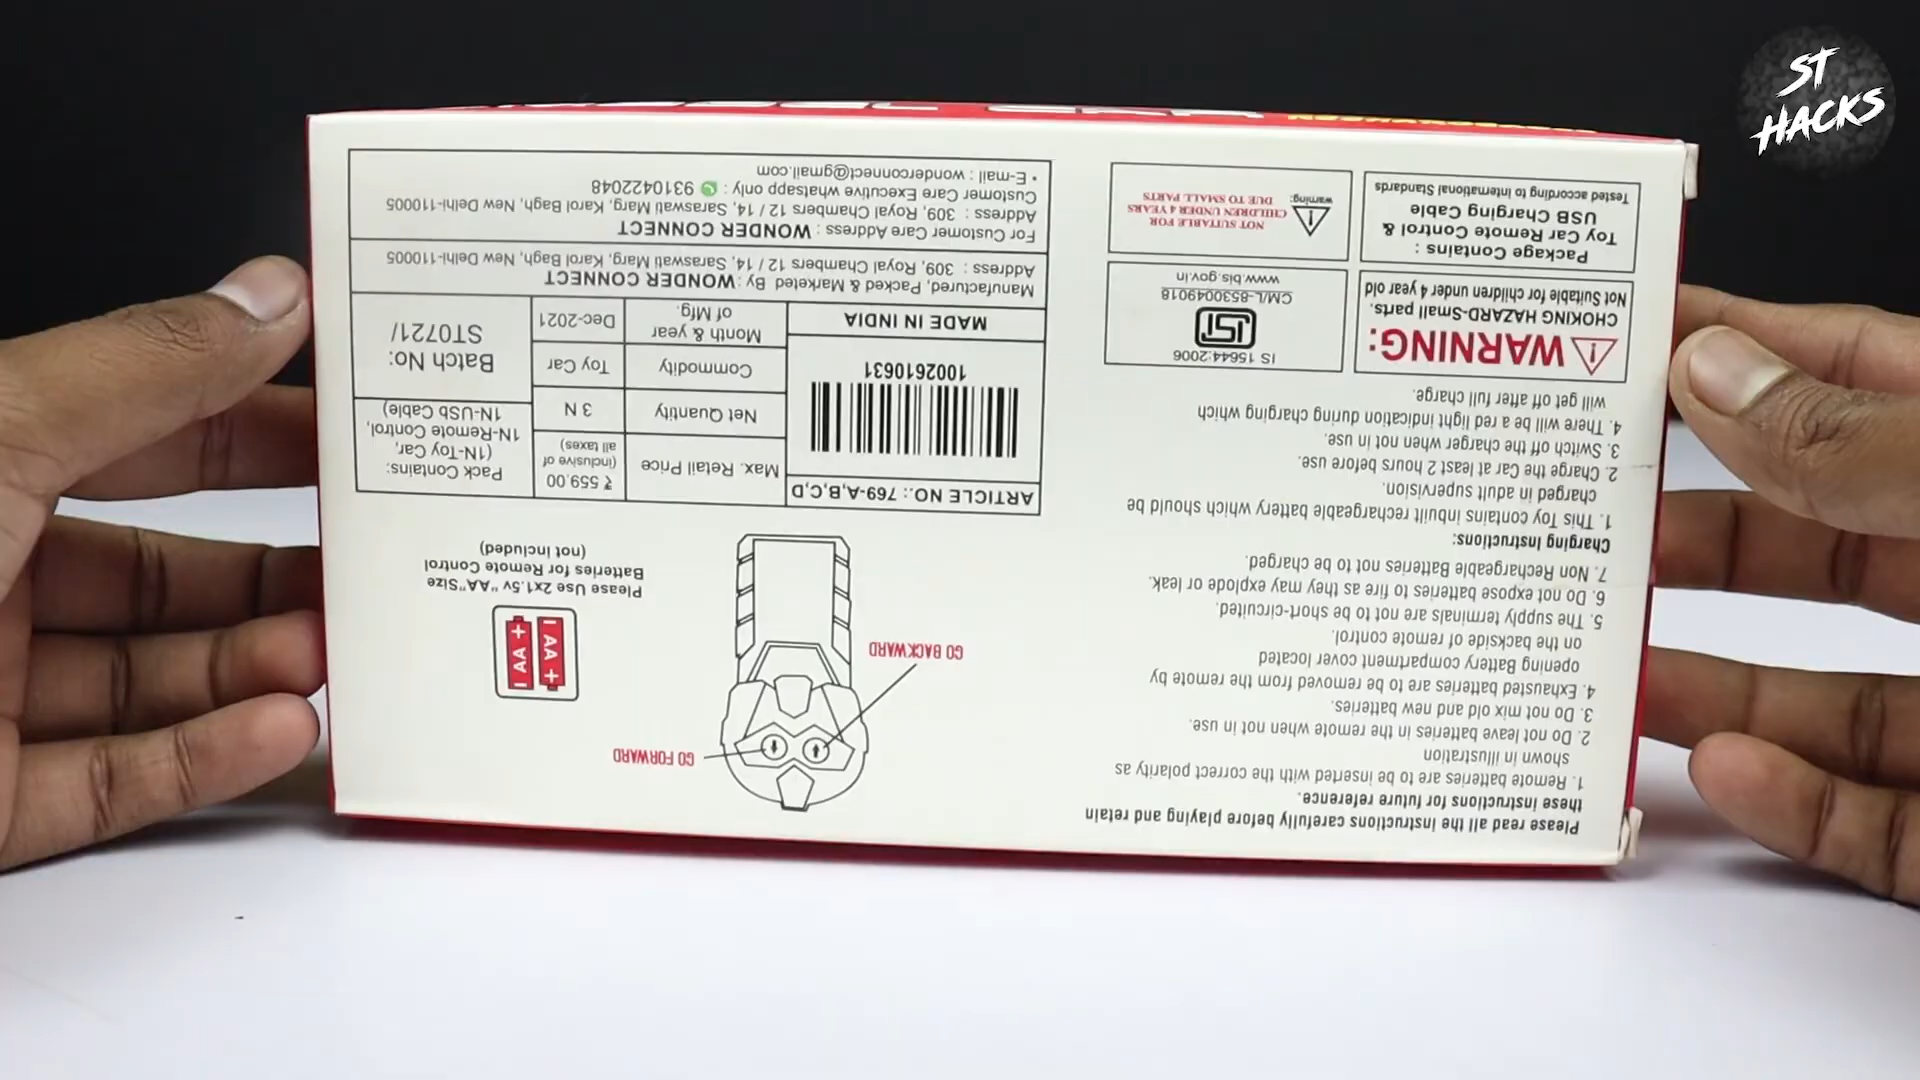 ST
HACKS
Please read all the instructions carefully before playing and retain
these instructions for future reference.
1. Remote batteries are to be inserted with the correct polarity as
shown in illustration
2. Do not leave batteries in the remote when not in use.
3. Do not mix old and new batteries.
4. Exhausted batteries are to be removed from the remote by
opening Battery compartment cover located
on the backside of remote control.
5. The supply terminals are not to be short-circuited.
6. Do not expose batteries to fire as they may explode or leak.
7. Non Rechargeable Batteries not to be charged.
Charging Instructions:
1. This Toy contains inbuilt rechargeable battery which should be
charged in adult supervision.
2. Charge the Car at least 2 hours before use.
3. Switch off the charger when not in use.
4. There will be a red light indication during charging which
will get off after full charge.
WARNING:
CHOKING HAZARD-Small parts.
Not Suitable for children under 4 year old
IS 15644:2006
ISI
CM/L-8530049018
www.bis.gov.in
Package Contains :
Toy Car Remote Control &
USB Charging Cable
Tested according to International Standards
warning:
NOT SUITABLE FOR
CHILDREN UNDER 4 YEARS
DUE TO SMALL PARTS
GO FORWARD
GO BACKWARD
AA +
AA +
Please Use 2x1.5v "AA"Size
Batteries for Remote Control
(not included)
ARTICLE NO.: 769-A,B,C,D
1002610631
MADE IN INDIA
Max. Retail Price
₹ 559.00
(inclusive of
all taxes)
Net Quantity
3 N
Commodity
Toy Car
Month & year
of Mfg.
Dec-2021
Pack Contains:
(1N-Toy Car,
1N-Remote Control,
1N-USb Cable)
Batch No:
ST0721/
Manufactured, Packed & Marketed By : WONDER CONNECT
Address : 309, Royal Chambers 12 / 14, Saraswati Marg, Karol Bagh, New Delhi-110005
For Customer Care Address : WONDER CONNECT
Address : 309, Royal Chambers 12 / 14, Saraswati Marg, Karol Bagh, New Delhi-110005
Customer Care Executive whatsapp only : 9310422048
• E-mail : wonderconnect@gmail.com